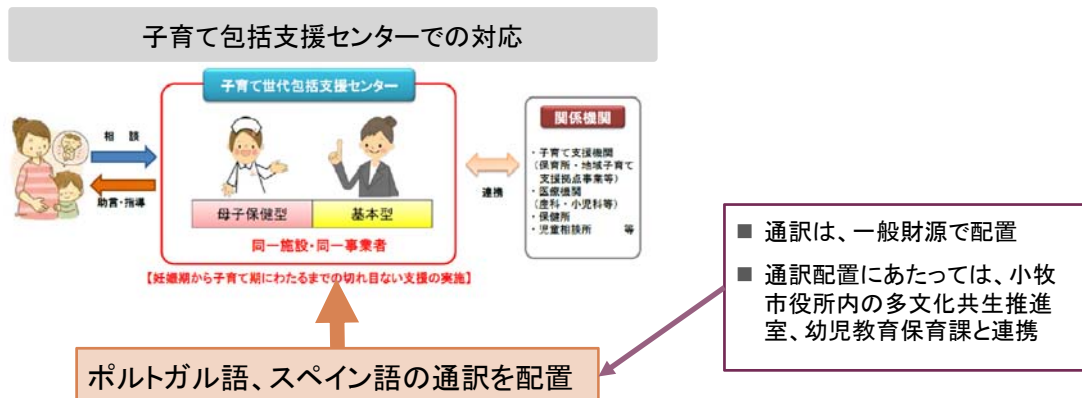 子育て包括支援センターでの対応
子育て世代包括支援センター
相 談
助言・指導
母子保健型
基本型
同一施設・同一事業者
【妊娠期から子育て期にわたるまでの切れ目ない支援の実施】
連携
関係機関
・子育て支援機関
(保育所・地域子育て
支援拠点事業等)
・医療機関
(産科・小児科等)
・保健所
・児童相談所 等
ポルトガル語、スペイン語の通訳を配置
■ 通訳は、一般財源で配置
■ 通訳配置にあたっては、小牧
市役所内の多文化共生推進
室、幼児教育保育課と連携